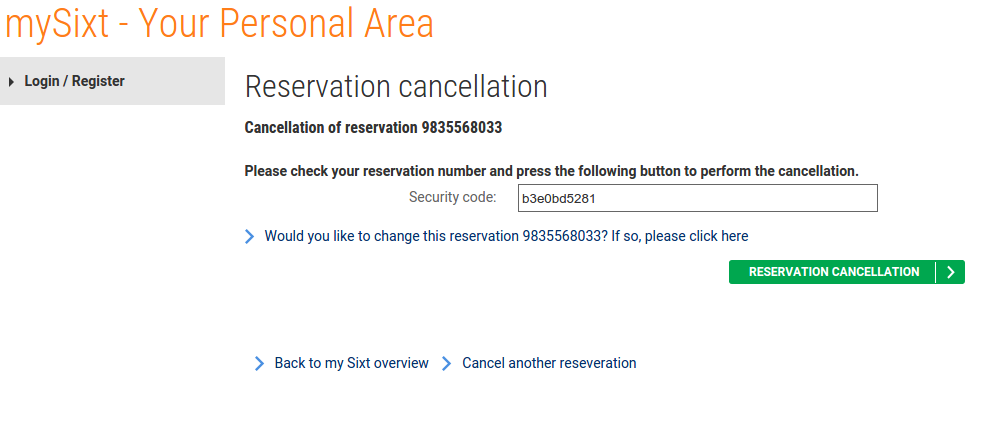 mySixt - Your Personal Area
Login / Register
Reservation cancellation
Cancellation of reservation 9835568033
Please check your reservation number and press the following button to perform the cancellation.
Security code: b3e0bd5281
Would you like to change this reservation 9835568033? If so, please click here
RESERVATION CANCELLATION
Back to my Sixt overview Cancel another reseveration